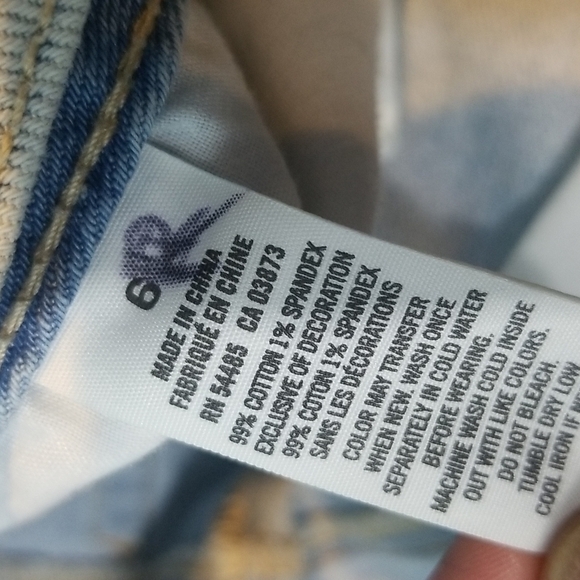 6 R
MADE IN CHINA
FABRIQUÉ EN CHINE
RN 54485 CA 03073
99% COTTON 1% SPANDEX
EXCLUSIVE OF DECORATION
99% COTON 1% SPANDEX
SANS LES DÉCORATIONS
COLOR MAY TRANSFER
WHEN NEW. WASH ONCE
SEPARATELY IN COLD WATER
BEFORE WEARING.
MACHINE WASH COLD INSIDE
OUT WITH LIKE COLORS.
DO NOT BLEACH.
TUMBLE DRY LOW.
COOL IRON IF